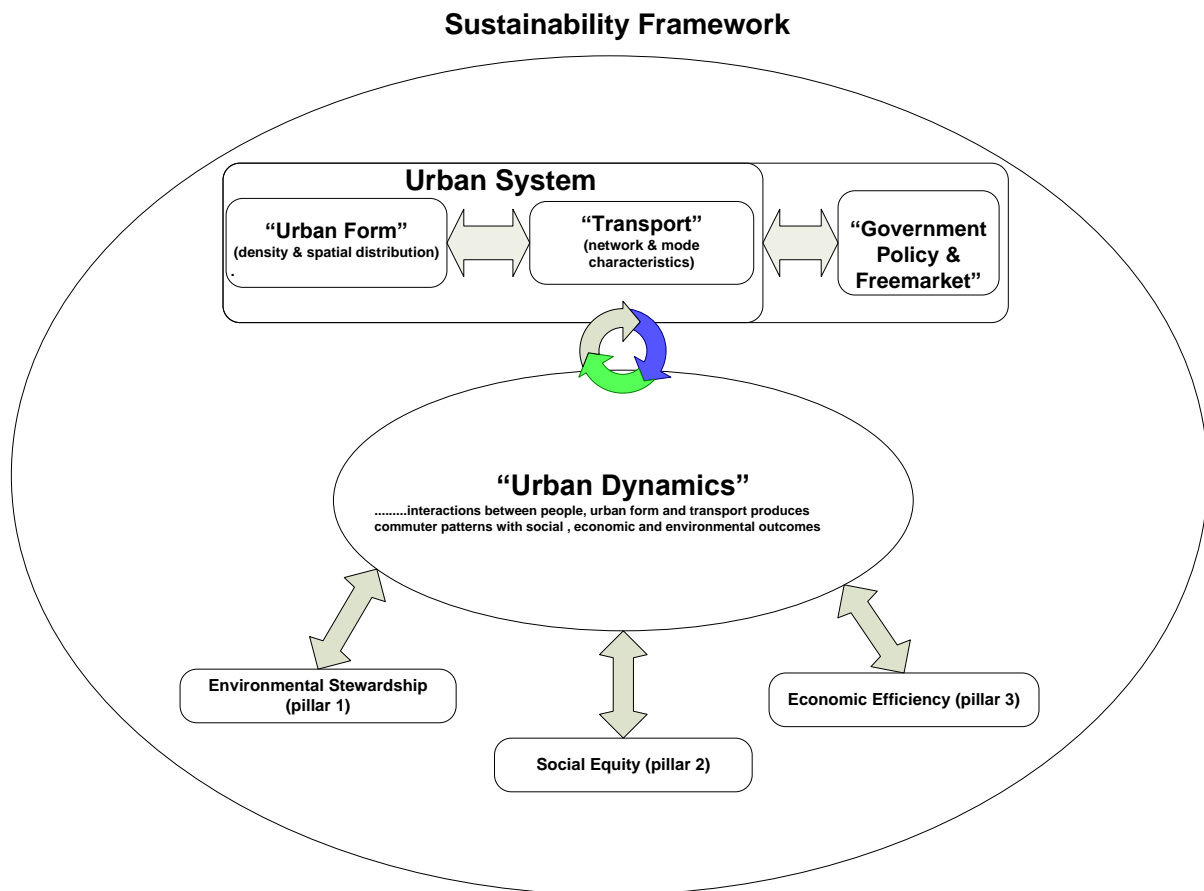 Sustainability Framework
Urban System
“Urban Form”
(density & spatial distribution)
.
“Transport”
(network & mode
characteristics)
“Government
Policy &
Freemarket”
“Urban Dynamics”
.........interactions between people, urban form and transport produces
commuter patterns with social , economic and environmental outcomes
Environmental Stewardship
(pillar 1)
Social Equity (pillar 2)
Economic Efficiency (pillar 3)